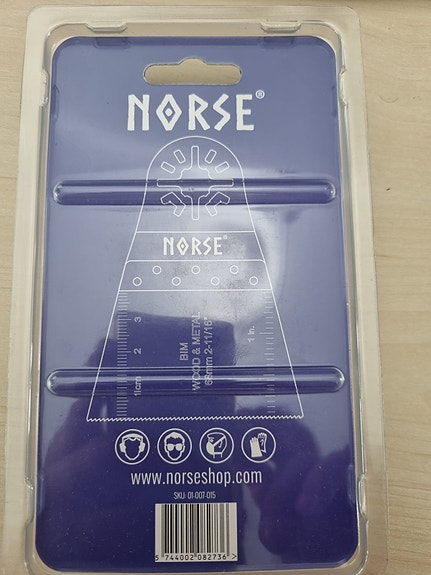 NORSE®
NORSE®
3
2
1cm
BIM
WOOD & METAL
68mm 2-11/16"
1 in.
www.norseshop.com
SKU: 01-007-015
5 744002 082736 >